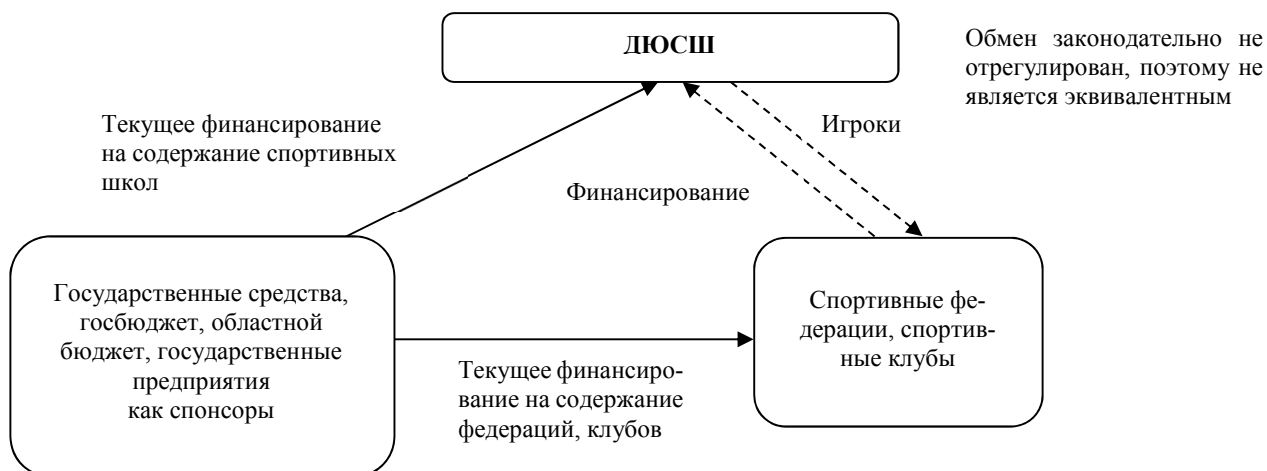 ДЮСШ
Обмен законодательно не
отрегулирован, поэтому не
является эквивалентным
Текущее финансирование
на содержание спортивных
школ
Игроки
Финансирование
Государственные средства,
госбюджет, областной
бюджет, государственные
предприятия
как спонсоры
Спортивные фе-
дерации, спортив-
ные клубы
Текущее финансиро-
вание на содержание
федераций, клубов